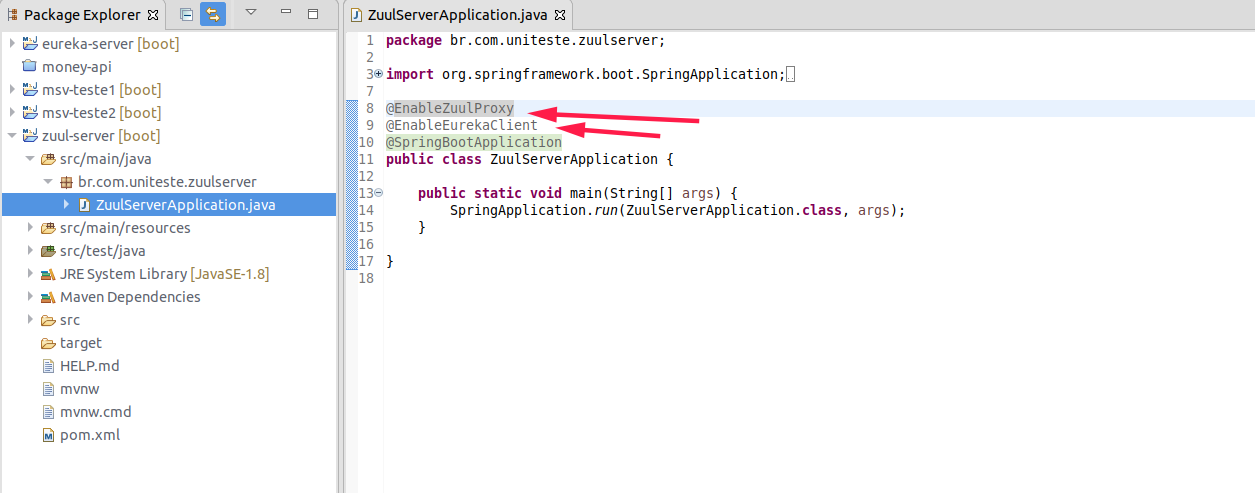 Package Explorer
eureka-server [boot]
money-api
msv-teste1 [boot]
msv-teste2 [boot]
zuul-server [boot]
src/main/java
br.com.uniteste.zuulserver
ZuulServerApplication.java
src/main/resources
src/test/java
JRE System Library [JavaSE-1.8]
Maven Dependencies
src
target
HELP.md
mvnw
mvnw.cmd
pom.xml
ZuulServerApplication.java
1 package br.com.uniteste.zuulserver;
2
3 import org.springframework.boot.SpringApplication;
7
8 @EnableZuulProxy
9 @EnableEurekaClient
10 @SpringBootApplication
11 public class ZuulServerApplication {
12
13 public static void main(String[] args) {
14 SpringApplication.run(ZuulServerApplication.class, args);
15 }
16
17 }
18